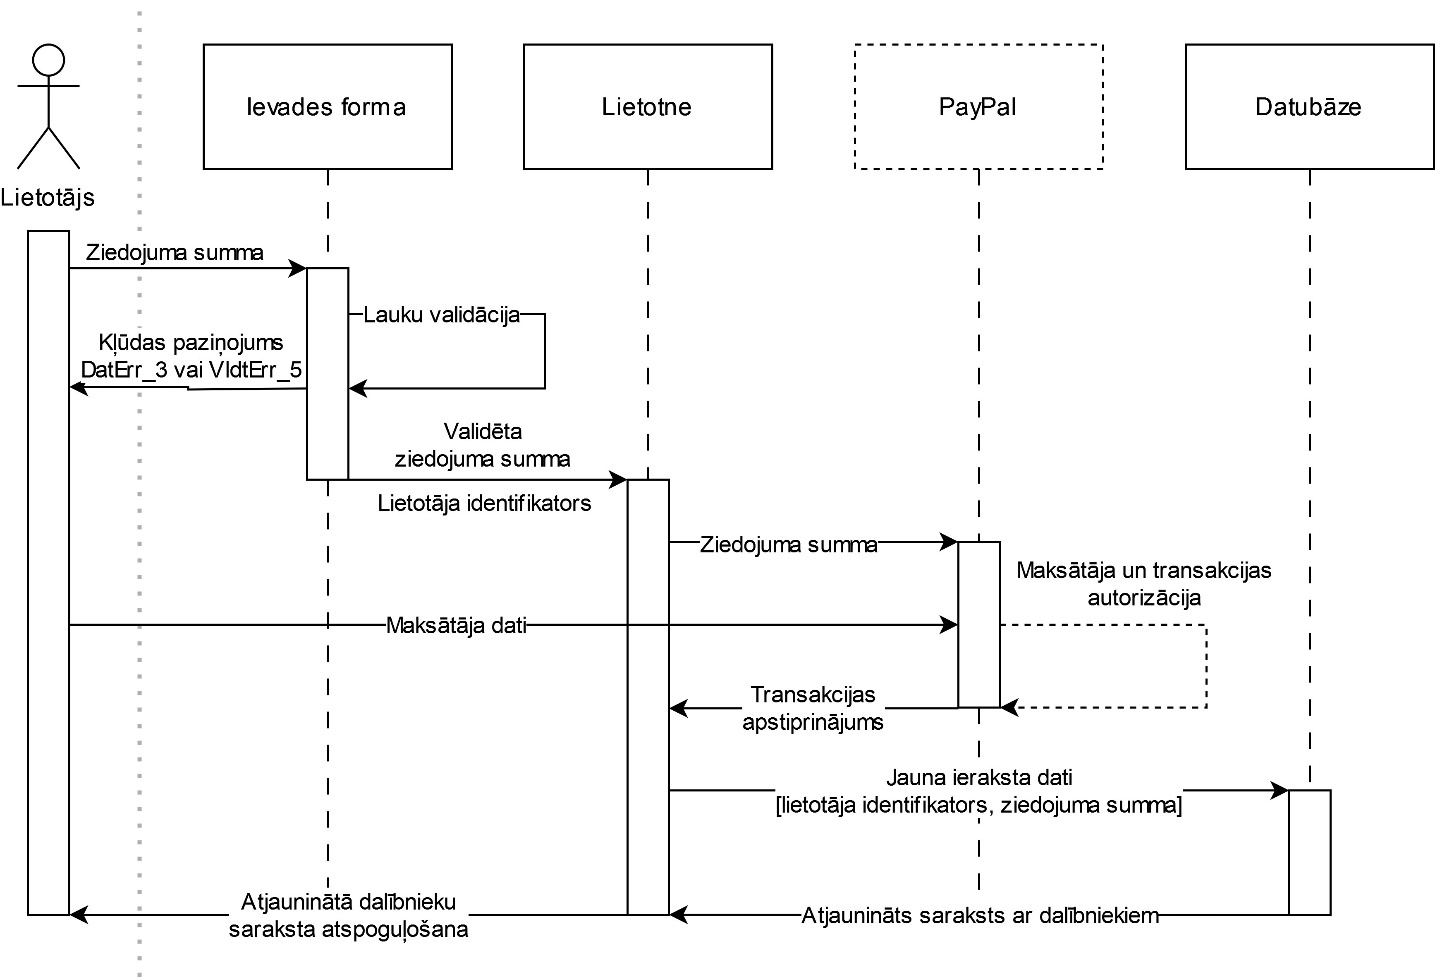 Lietotājs
Ievades forma
Lietotne
PayPal
Datubāze
Ziedojuma summa
Lauku validācija
Kļūdas paziņojums
DatErr_3 vai VldtErr_5
Validēta
ziedojuma summa
Lietotāja identifikators
Ziedojuma summa
Maksātāja un transakcijas
autorizācija
Maksātāja dati
Transakcijas
apstiprinājums
Jauna ieraksta dati
[lietotāja identifikators, ziedojuma summa]
Atjauninātā dalībnieku
saraksta atspoguļošana
Atjaunināts saraksts ar dalībniekiem